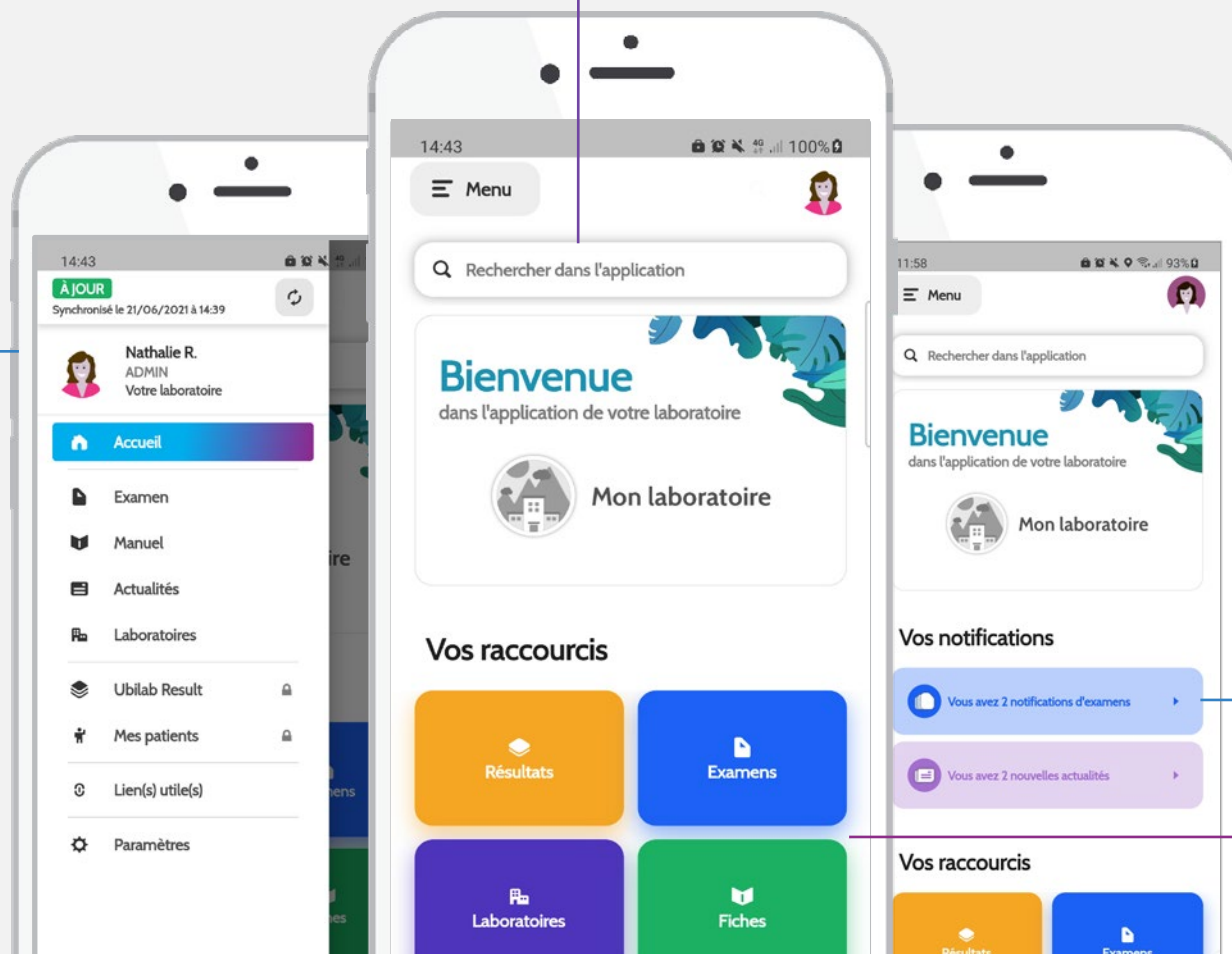 14:43
À JOUR
Synchronisé le 21/06/2021 à 14:39
Nathalie R.
ADMIN
Votre laboratoire
Accueil
Examen
Manuel
Actualités
Laboratoires
Ubilab Result
Mes patients
Lien(s) utile(s)
Paramètres
ire
14:43
4G
100%
Menu
Rechercher dans l'application
Bienvenue
dans l'application de votre laboratoire
Mon laboratoire
Vos raccourcis
Résultats
Examens
Laboratoires
Fiches
11:58
93%
Menu
Rechercher dans l'application
Bienvenue
dans l'application de votre laboratoire
Mon laboratoire
Vos notifications
Vous avez 2 notifications d'examens
Vous avez 2 nouvelles actualités
Vos raccourcis
Résultats
Examens